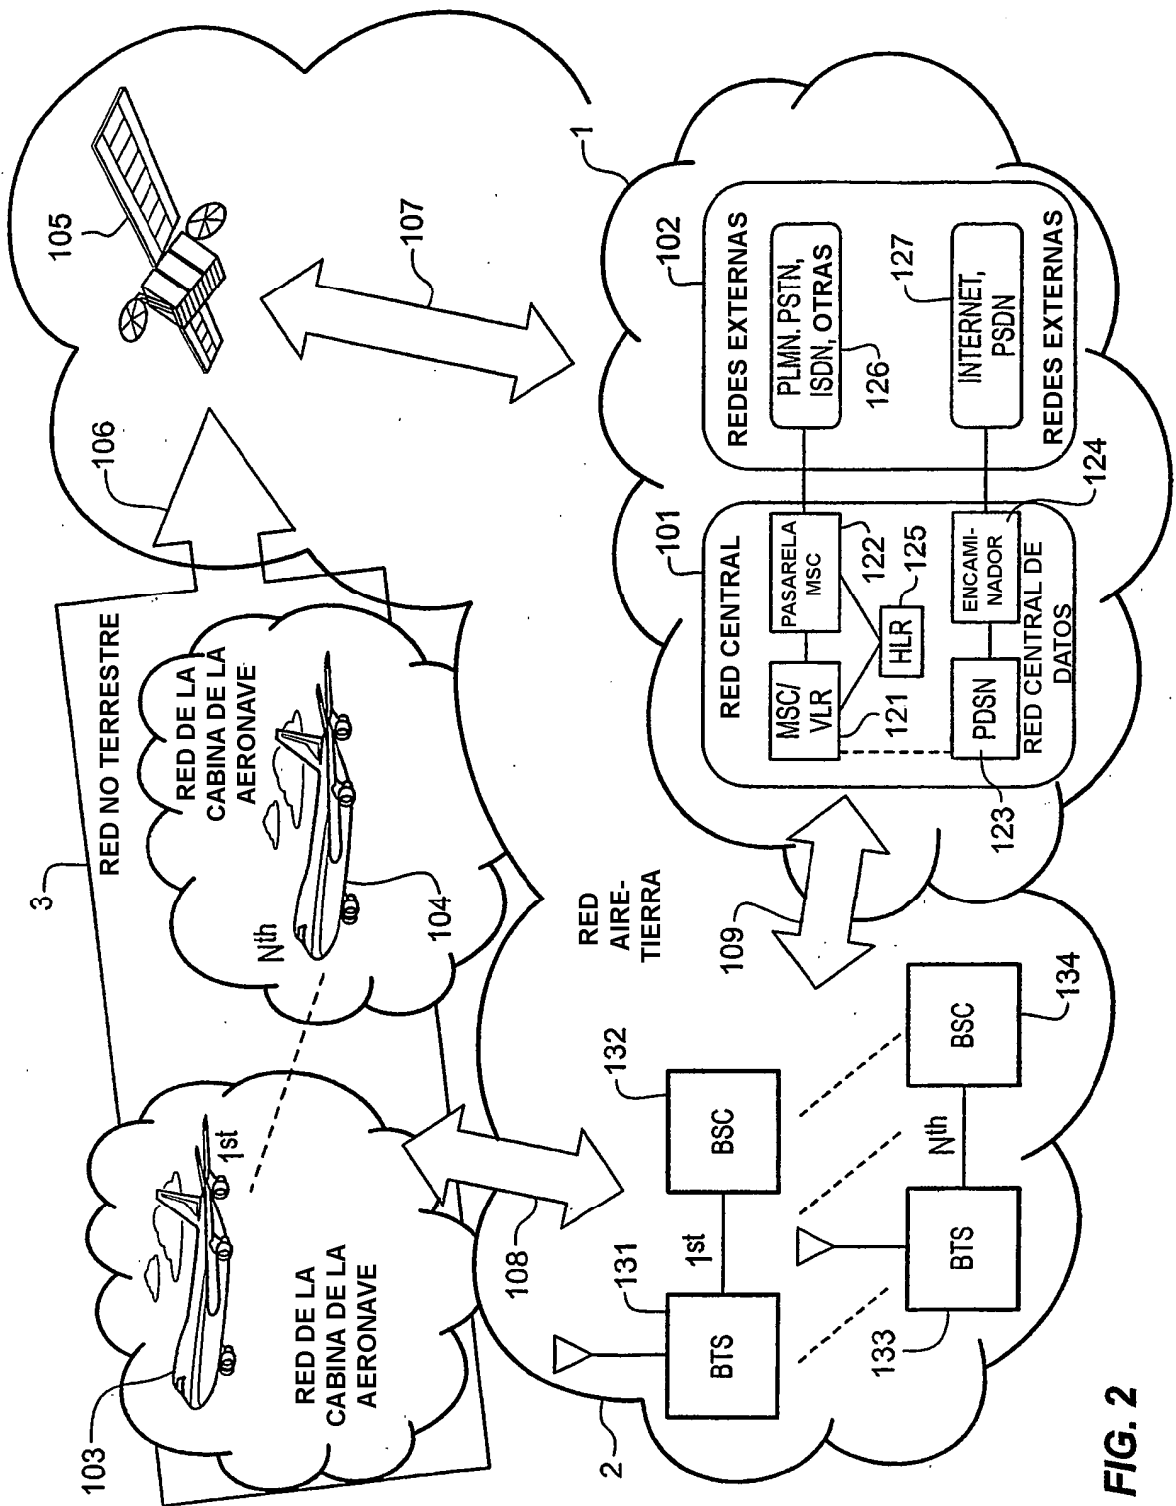 3
RED NO TERRESTRE
103
1st
RED DE LA
CABINA DE LA
AERONAVE
RED DE LA
CABINA DE LA
AERONAVE
Nth
104
106
105
107
108
RED
AIRE-
TIERRA
109
2
131
BTS
1st
132
BSC
133
BTS
Nth
BSC
134
1
101
RED CENTRAL
MSC/
VLR
121
PASARELA
MSC
122
HLR
125
PDSN
123
ENCAMI-
NADOR
124
RED CENTRAL DE
DATOS
102
REDES EXTERNAS
PLMN. PSTN,
ISDN, OTRAS
126
127
INTERNET,
PSDN
REDES EXTERNAS
FIG. 2